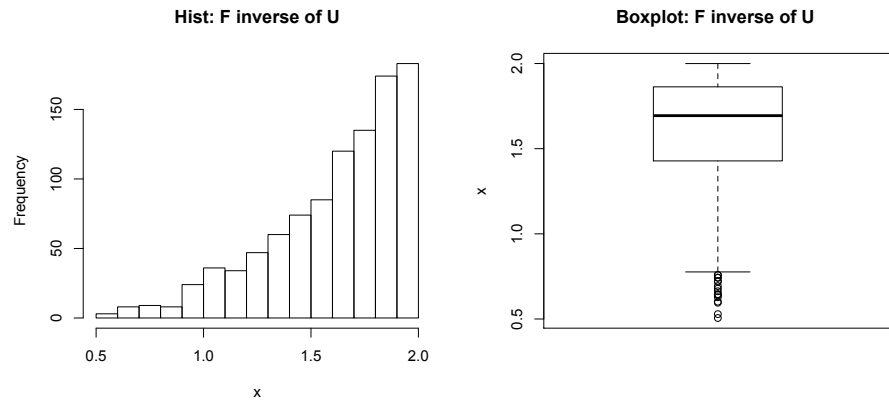 Hist: F inverse of U
Frequency
150
100
50
0
0.5 1.0 1.5 2.0
x
Boxplot: F inverse of U
x
2.0
1.5
1.0
0.5